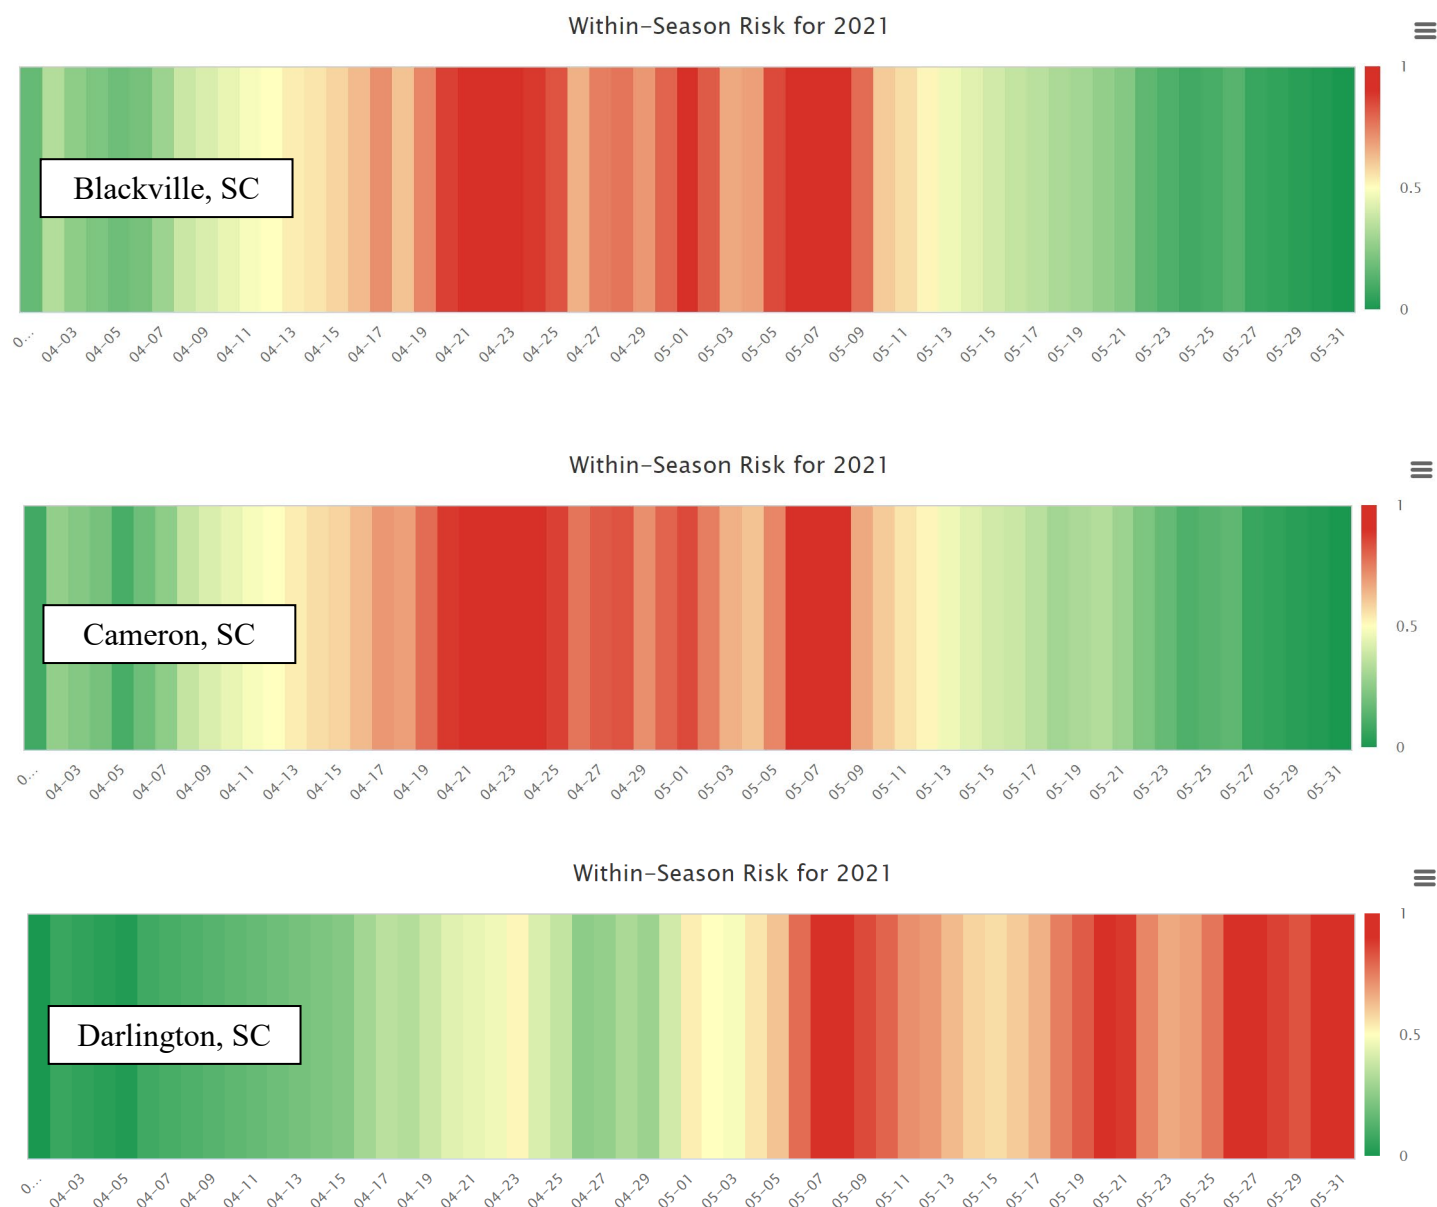 Within-Season Risk for 2021
1
Blackville, SC
0.5
0
0... 04-03 04-05 04-07 04-09 04-11 04-13 04-15 04-17 04-19 04-21 04-23 04-25 04-27 04-29 05-01 05-03 05-05 05-07 05-09 05-11 05-13 05-15 05-17 05-19 05-21 05-23 05-25 05-27 05-29 05-31
Within-Season Risk for 2021
1
Cameron, SC
0.5
0
0... 04-03 04-05 04-07 04-09 04-11 04-13 04-15 04-17 04-19 04-21 04-23 04-25 04-27 04-29 05-01 05-03 05-05 05-07 05-09 05-11 05-13 05-15 05-17 05-19 05-21 05-23 05-25 05-27 05-29 05-31
Within-Season Risk for 2021
1
Darlington, SC
0.5
0
0... 04-03 04-05 04-07 04-09 04-11 04-13 04-15 04-17 04-19 04-21 04-23 04-25 04-27 04-29 05-01 05-03 05-05 05-07 05-09 05-11 05-13 05-15 05-17 05-19 05-21 05-23 05-25 05-27 05-29 05-31